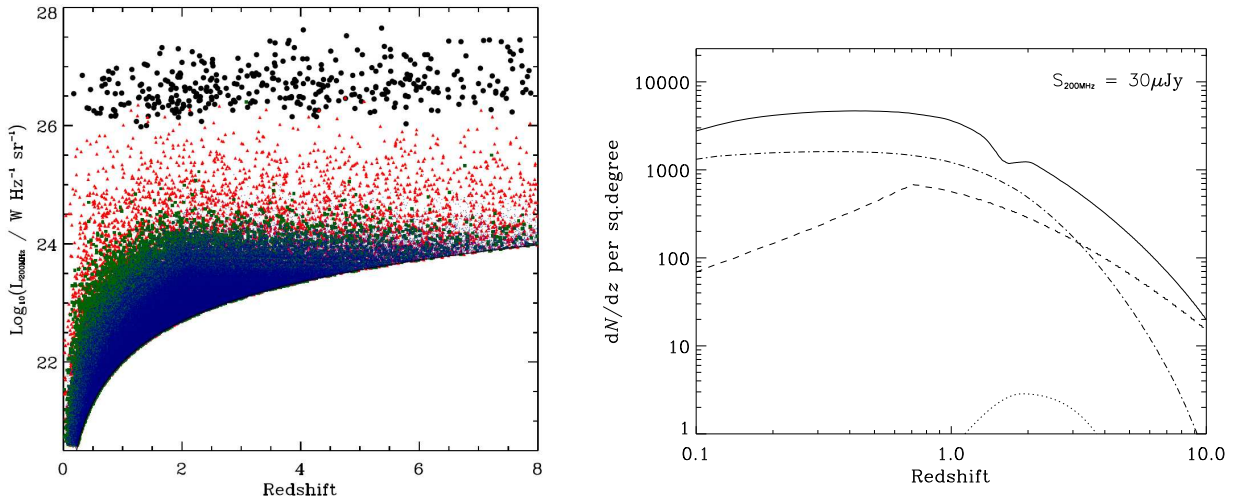 28
26
24
22
Log₁₀(L₂₀₀MHz / W Hz⁻¹ sr⁻¹)
0 2 4 6 8
Redshift
S₂₀₀MHz = 30μJy
10000
1000
100
10
1
dN/dz per sq.degree
0.1 1.0 10.0
Redshift